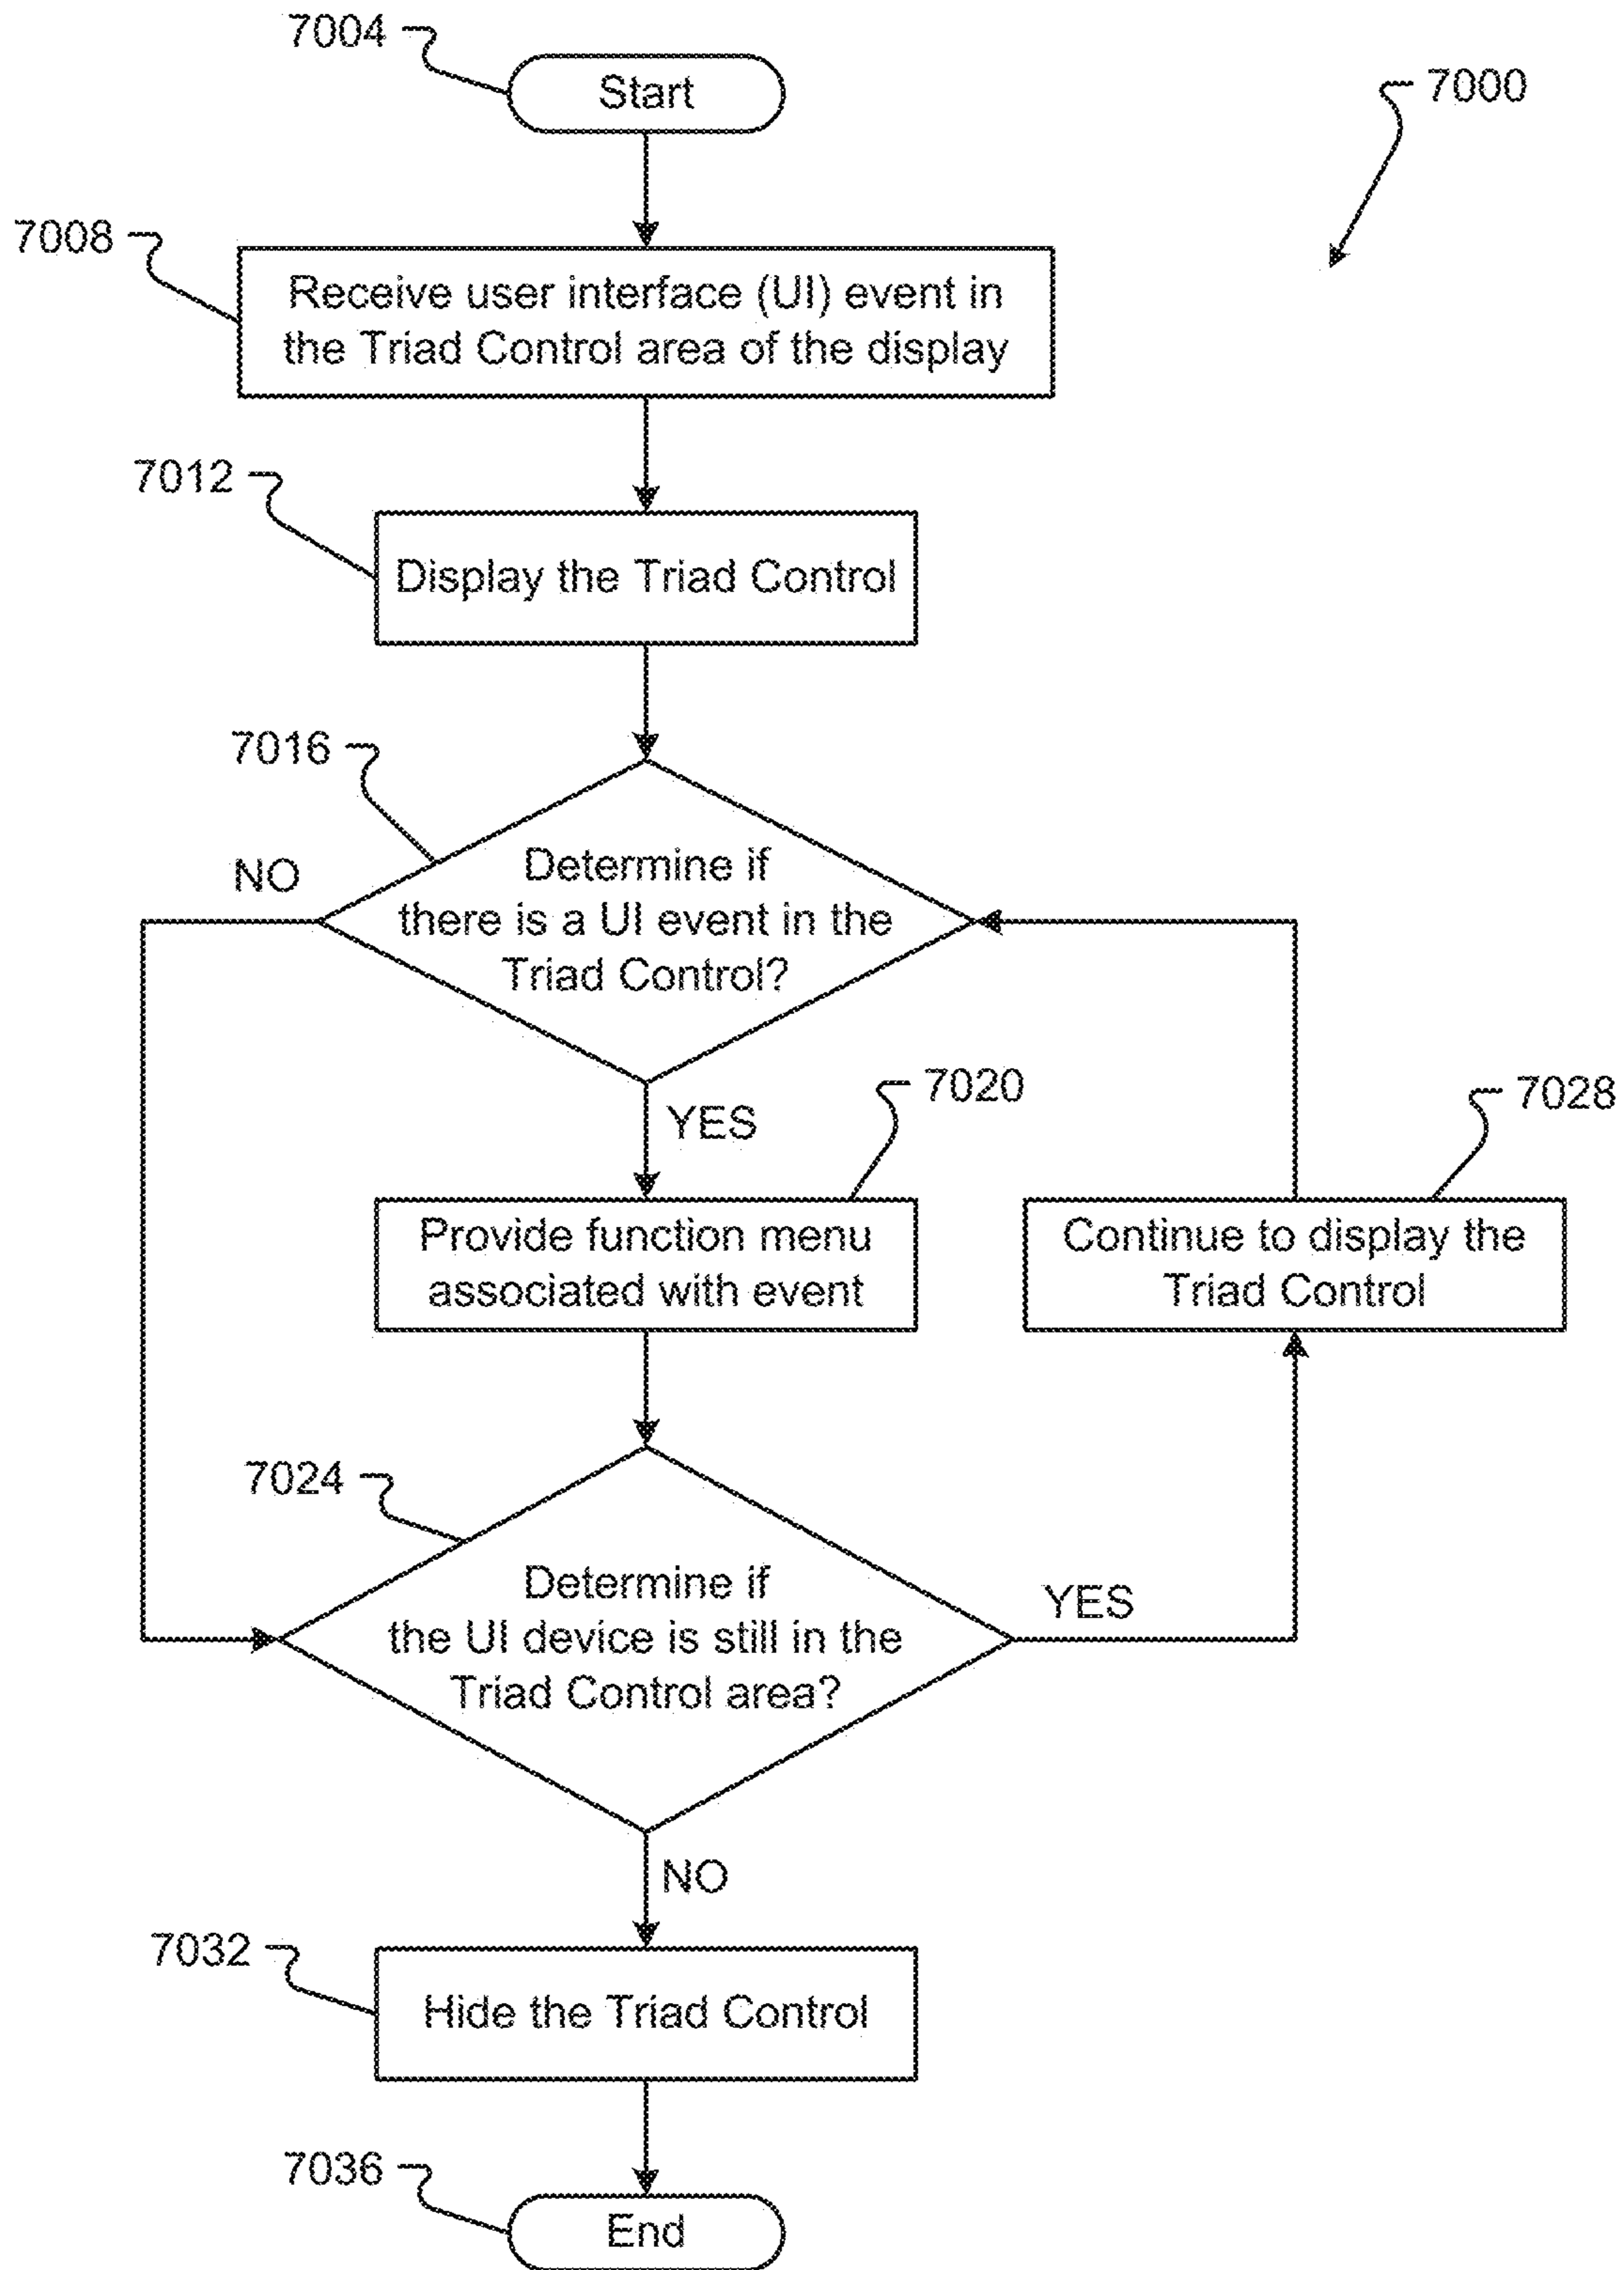 7004
Start
7000
7008
Receive user interface (UI) event in
the Triad Control area of the display
7012
Display the Triad Control
7016
NO
Determine if
there is a UI event in the
Triad Control?
YES
7020
7028
Provide function menu
associated with event
Continue to display the
Triad Control
7024
Determine if
the UI device is still in the
Triad Control area?
YES
NO
7032
Hide the Triad Control
7036
End